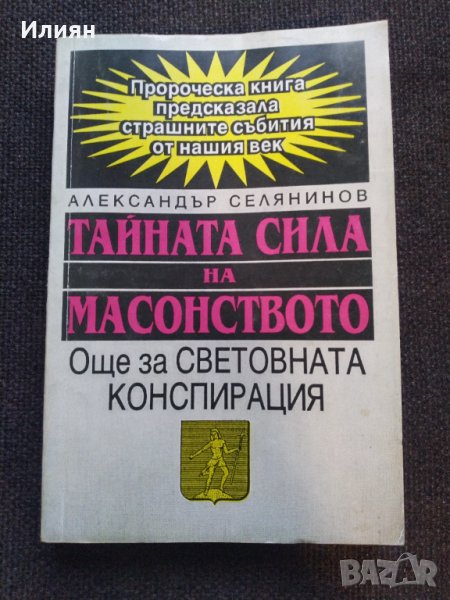 Илиян
Пророческа книга
предсказала
страшните събития
от нашия век
АЛЕКСАНДЪР СЕЛЯНИНОВ
ТАЙНАТА СИЛА
НА
МАСОНСТВОТО
Още за СВЕТОВНАТА
КОНСПИРАЦИЯ
BAZAR